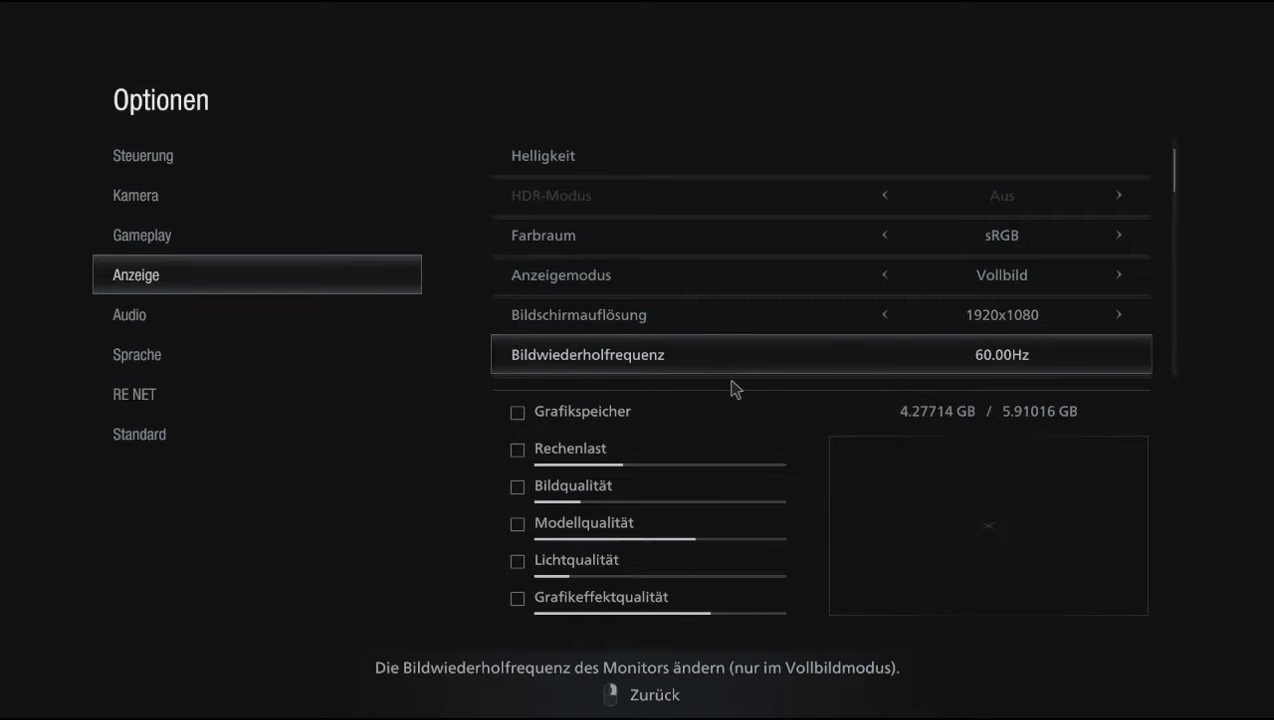 Optionen
Steuerung
Kamera
Gameplay
Anzeige
Audio
Sprache
RE NET
Standard
Helligkeit
HDR-Modus < Aus >
Farbraum < sRGB >
Anzeigemodus < Vollbild >
Bildschirmauflösung < 1920x1080 >
Bildwiederholfrequenz 60.00Hz
Grafikspeicher 4.27714 GB / 5.91016 GB
Rechenlast
Bildqualität
Modellqualität
Lichtqualität
Grafikeffektqualität
Die Bildwiederholfrequenz des Monitors ändern (nur im Vollbildmodus).
Zurück